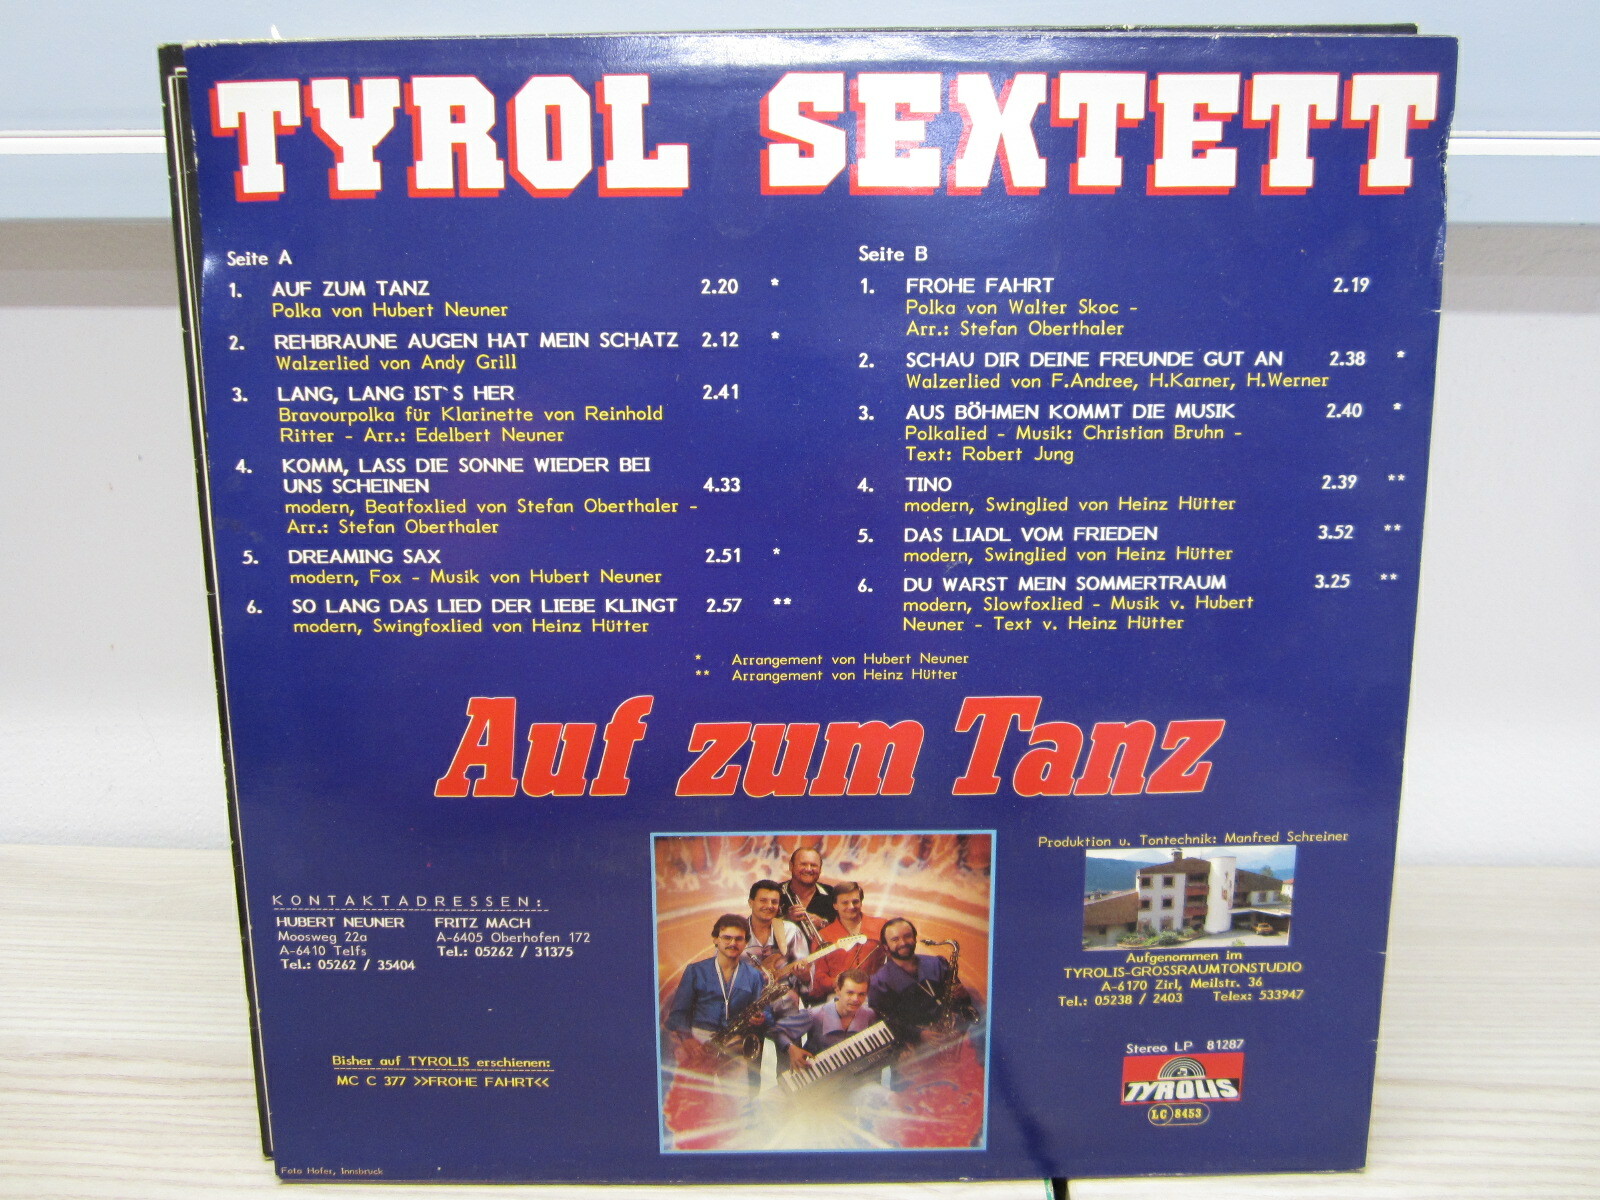 TYROL SEXTETT
Seite A
1. AUF ZUM TANZ 2.20 *
Polka von Hubert Neuner
2. REHBRAUNE AUGEN HAT MEIN SCHATZ 2.12 *
Walzerlied von Andy Grill
3. LANG, LANG IST`S HER 2.41
Bravourpolka für Klarinette von Reinhold
Ritter - Arr.: Edelbert Neuner
4. KOMM, LASS DIE SONNE WIEDER BEI
UNS SCHEINEN 4.33
modern, Beatfoxlied von Stefan Oberthaler -
Arr.: Stefan Oberthaler
5. DREAMING SAX 2.51 *
modern, Fox - Musik von Hubert Neuner
6. SO LANG DAS LIED DER LIEBE KLINGT 2.57 **
modern, Swingfoxlied von Heinz Hütter
Seite B
1. FROHE FAHRT 2.19
Polka von Walter Skoc -
Arr.: Stefan Oberthaler
2. SCHAU DIR DEINE FREUNDE GUT AN 2.38 *
Walzerlied von F.Andree, H.Karner, H.Werner
3. AUS BÖHMEN KOMMT DIE MUSIK 2.40 *
Polkalied - Musik: Christian Bruhn -
Text: Robert Jung
4. TINO 2.39 **
modern, Swinglied von Heinz Hütter
5. DAS LIADL VOM FRIEDEN 3.52 **
modern, Swinglied von Heinz Hütter
6. DU WARST MEIN SOMMERTRAUM 3.25 **
modern, Slowfoxlied - Musik v. Hubert
Neuner - Text v. Heinz Hütter
* Arrangement von Hubert Neuner
** Arrangement von Heinz Hütter
Auf zum Tanz
KONTAKTADRESSEN:
HUBERT NEUNER
Moosweg 22a
A-6410 Telfs
Tel.: 05262 / 35404
FRITZ MACH
A-6405 Oberhofen 172
Tel.: 05262 / 31375
Bisher auf TYROLIS erschienen:
MC C 377 >>FROHE FAHRT<<
Foto Hofer, Innsbruck
Produktion u. Tontechnik: Manfred Schreiner
Aufgenommen im
TYROLIS-GROSSRAUMTONSTUDIO
A-6170 Zirl, Meilstr. 36
Tel.: 05238 / 2403 Telex: 533947
Stereo LP 81287
TYROLIS
LC 8453